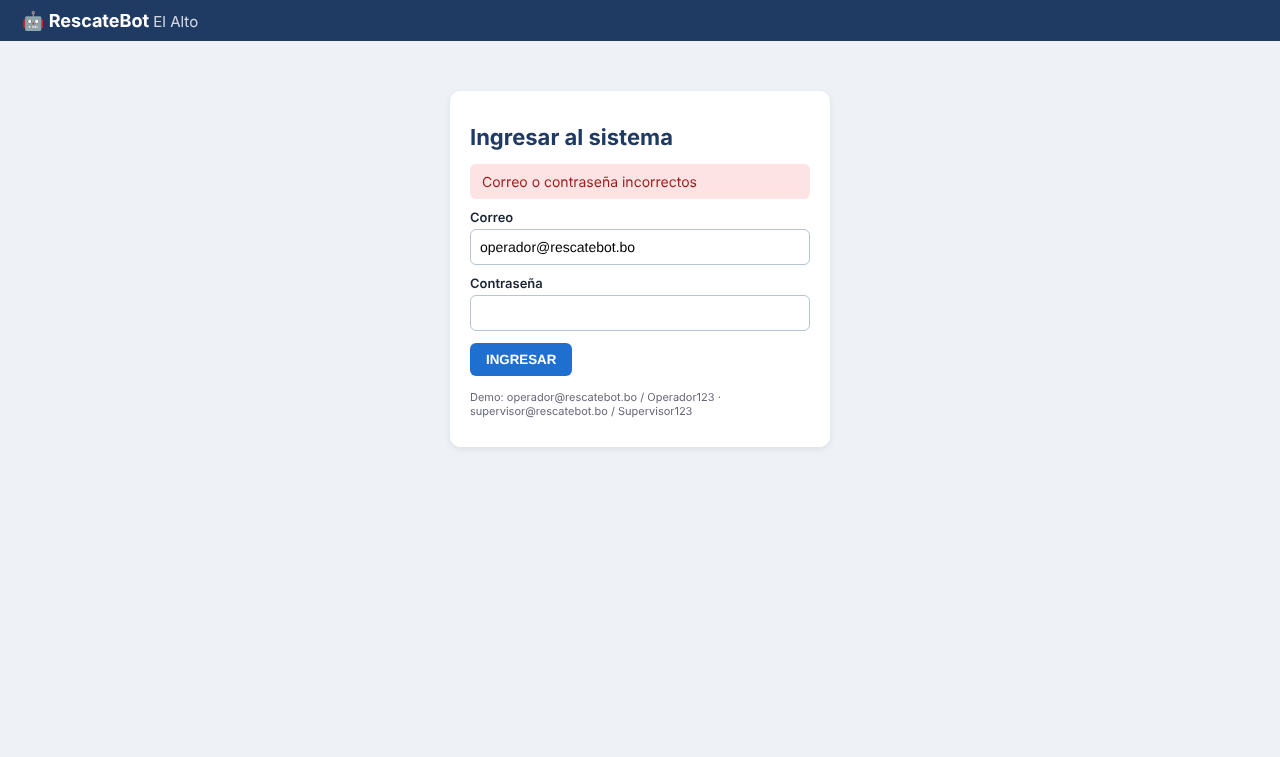 🤖 RescateBot El Alto
Ingresar al sistema
Correo o contraseña incorrectos
Correo
operador@rescatebot.bo
Contraseña
INGRESAR
Demo: operador@rescatebot.bo / Operador123 ·
supervisor@rescatebot.bo / Supervisor123